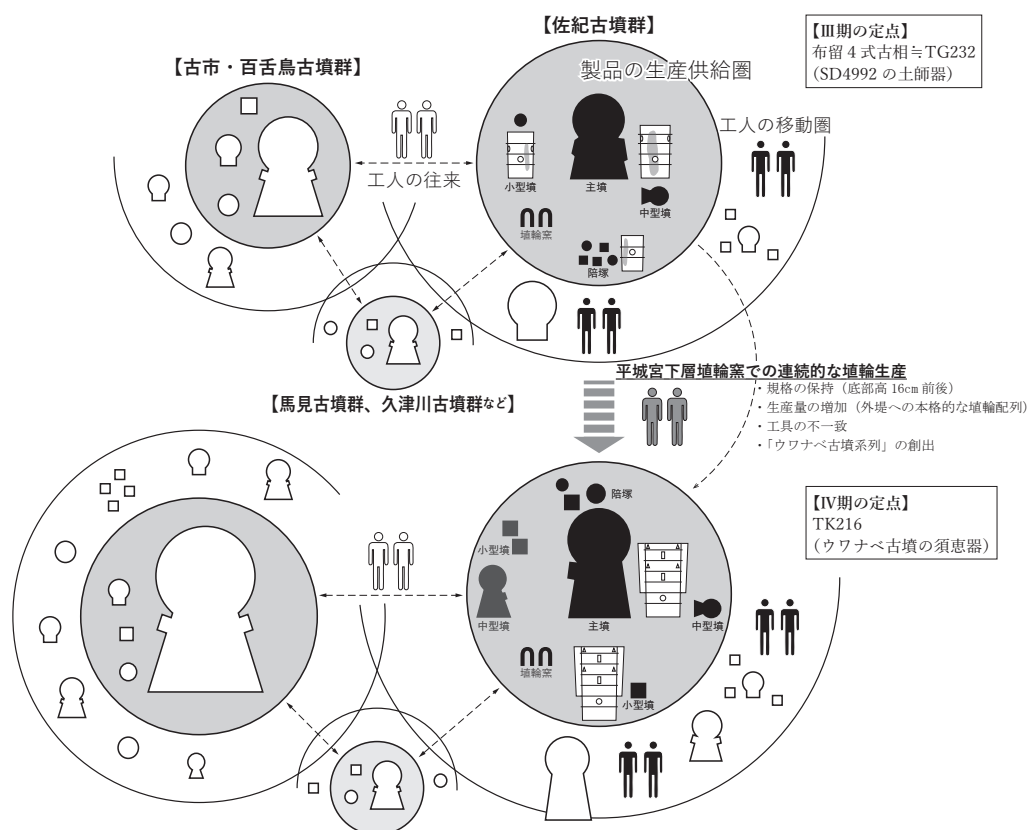 【佐紀古墳群】
【Ⅲ期の定点】
布留4式古相≒TG232
（SD4992の土師器）
【古市・百舌鳥古墳群】
製品の生産供給圏
工人の移動圏
工人の往来
小型墳
主墳
中型墳
埴輪窯
陪塚
平城宮下層埴輪窯での連続的な埴輪生産
・規格の保持（底部高16cm前後）
・生産量の増加（外堤への本格的な埴輪配列）
・工具の不一致
・「ウワナベ古墳系列」の創出
【馬見古墳群、久津川古墳群など】
【Ⅳ期の定点】
TK216
（ウワナベ古墳の須恵器）
陪塚
小型墳
中型墳
主墳
中型墳
埴輪窯
小型墳